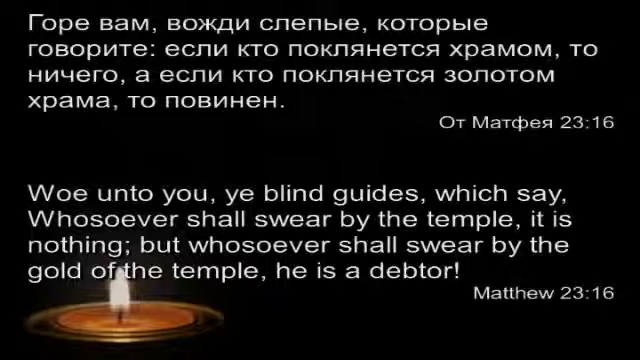 Горе вам, вожди слепые, которые
говорите: если кто поклянется храмом, то
ничего, а если кто поклянется золотом
храма, то повинен.
От Матфея 23:16
Woe unto you, ye blind guides, which say,
Whosoever shall swear by the temple, it is
nothing; but whosoever shall swear by the
gold of the temple, he is a debtor!
Matthew 23:16